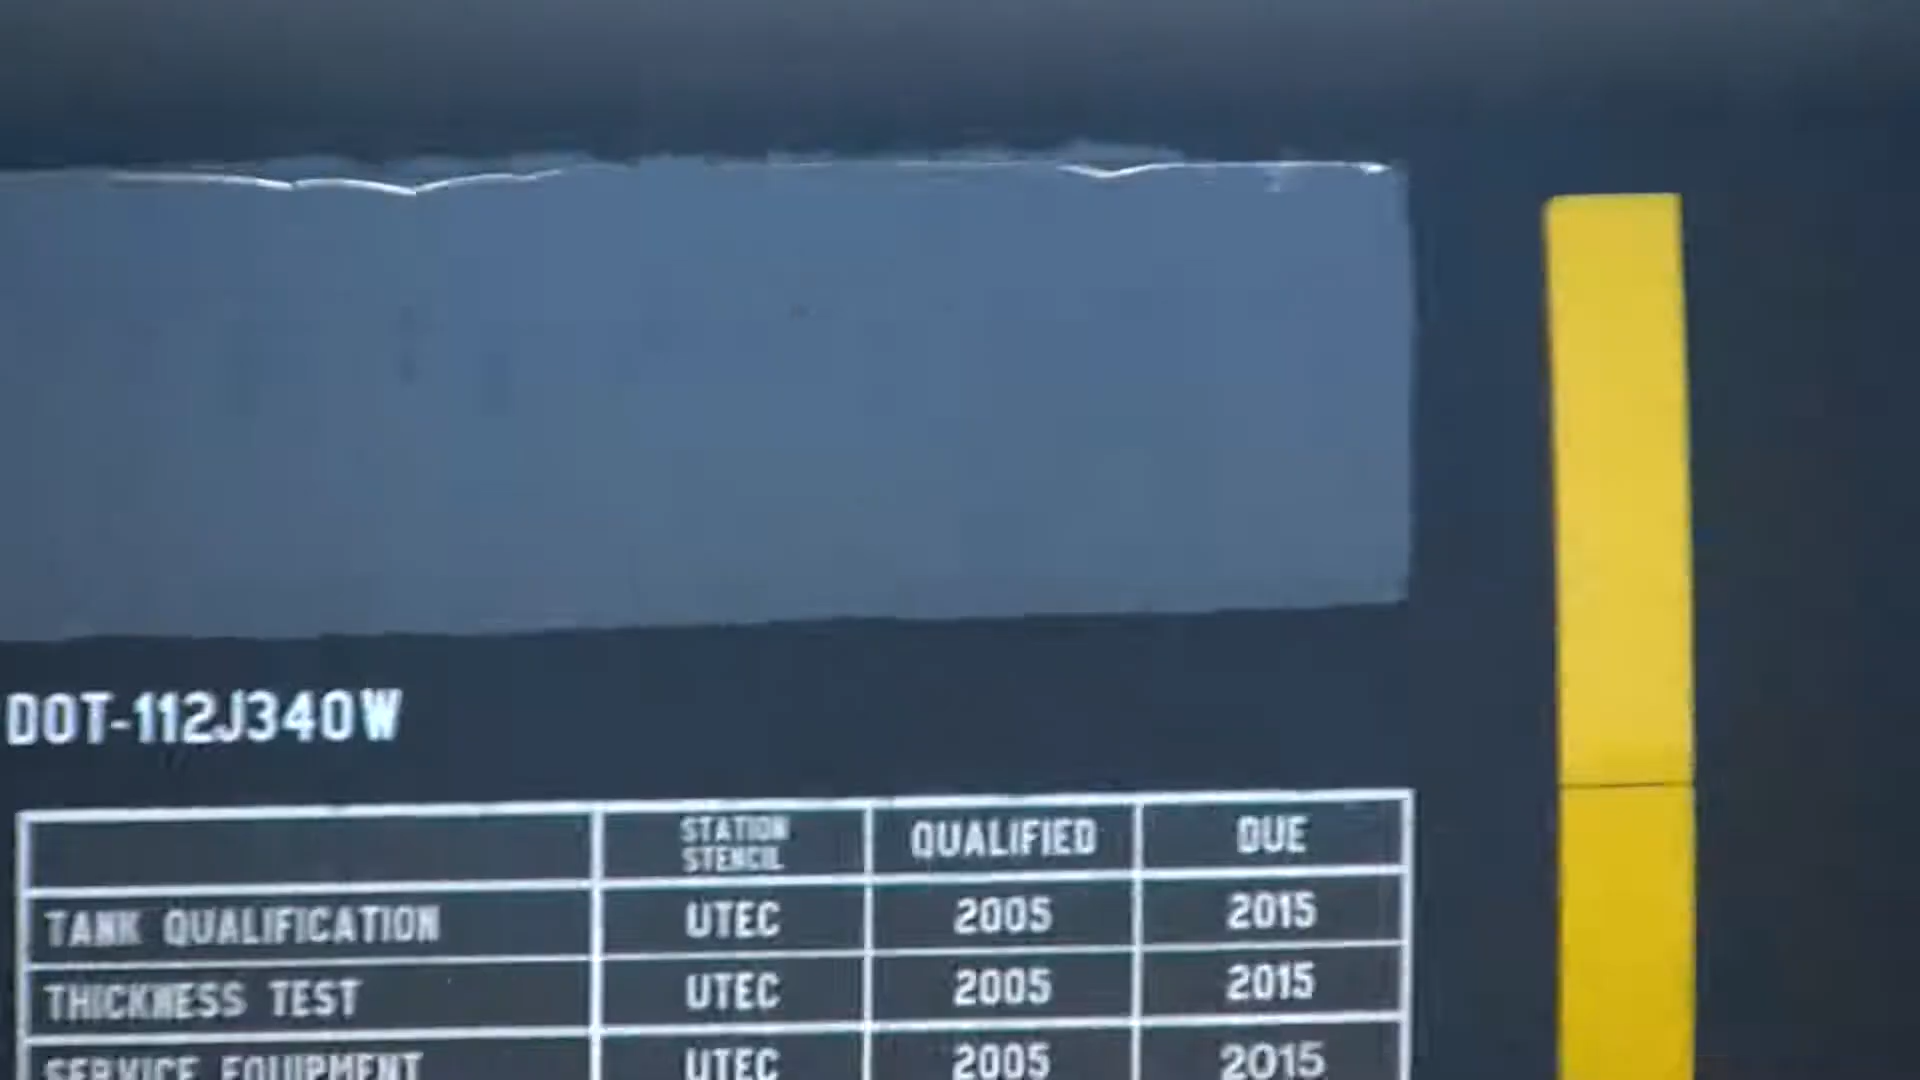 DOT-112J340W
STATION STENCIL QUALIFIED DUE
TANK QUALIFICATION UTEC 2005 2015
THICKNESS TEST UTEC 2005 2015
SERVICE EQUIPMENT UTEC 2005 2015